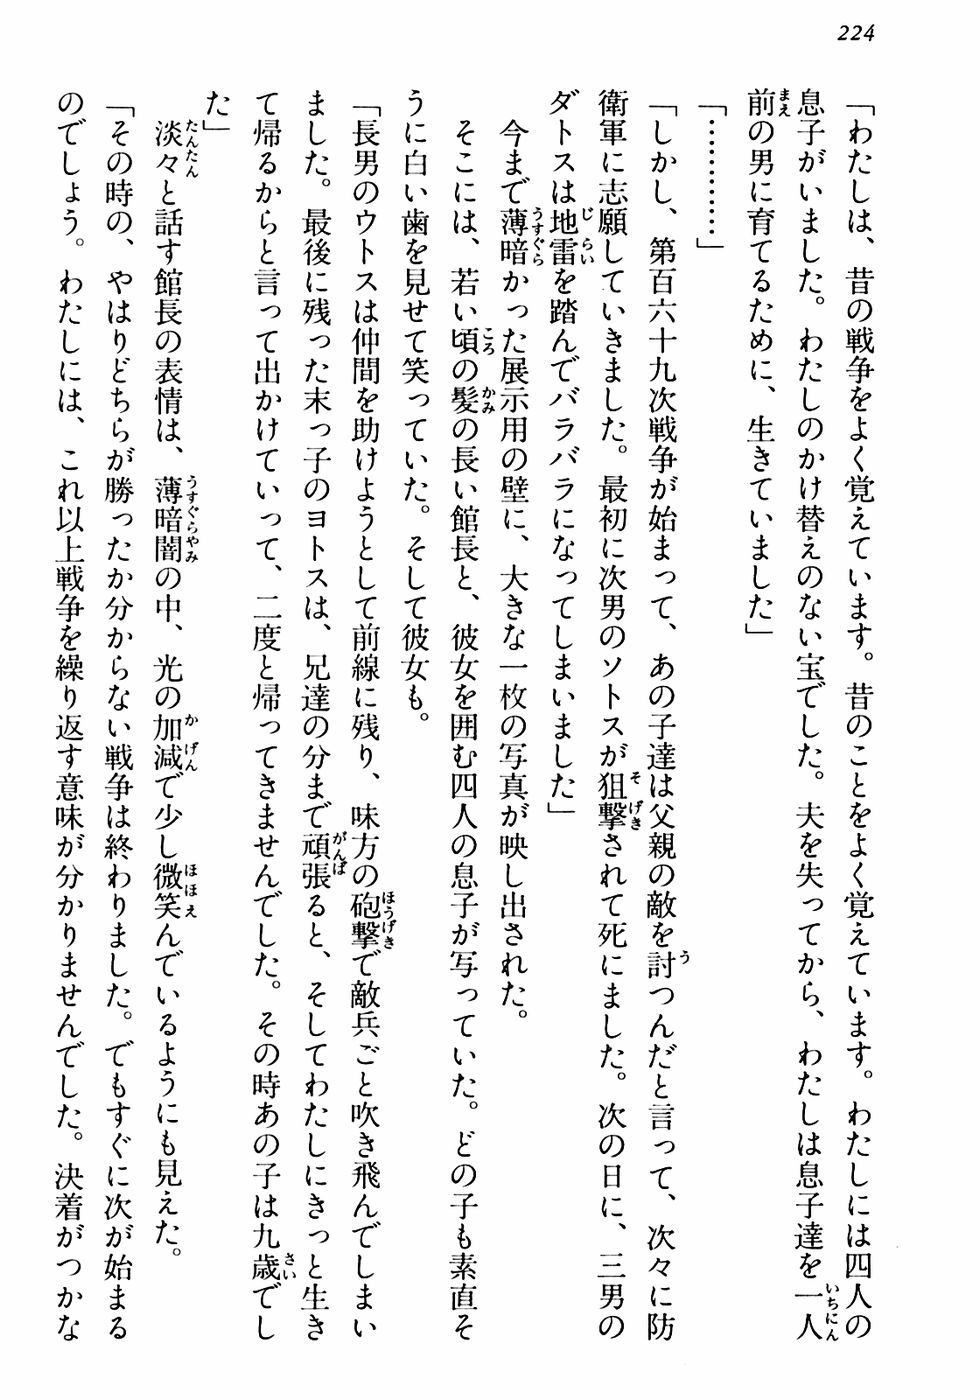 224
「わたしは、昔の戦争をよく覚えています。昔のことをよく覚えています。わたしには四人の
息子がいました。わたしのかけ替えのない宝でした。夫を失ってから、わたしは息子達を一人
前の男に育てるために、生きていました」
「…………」
「しかし、第百六十九次戦争が始まって、あの子達は父親の敵を討つんだと言って、次々に防
衛軍に志願していきました。最初に次男のソトスが狙撃されて死にました。次の日に、三男の
ダトスは地雷を踏んでバラバラになってしまいました」
今まで薄暗かった展示用の壁に、大きな一枚の写真が映し出された。
そこには、若い頃の髪の長い館長と、彼女を囲む四人の息子が写っていた。どの子も素直そ
うに白い歯を見せて笑っていた。そして彼女も。
「長男のウトスは仲間を助けようとして前線に残り、味方の砲撃で敵兵ごと吹き飛んでしまい
ました。最後に残った末っ子のヨトスは、兄達の分まで頑張ると、そしてわたしにきっと生き
て帰るからと言って出かけていって、二度と帰ってきませんでした。その時あの子は九歳でし
た」
淡々と話す館長の表情は、薄暗闇の中、光の加減で少し微笑んでいるようにも見えた。
「その時の、やはりどちらが勝ったか分からない戦争は終わりました。でもすぐに次が始まる
のでしょう。わたしには、これ以上戦争を繰り返す意味が分かりませんでした。決着がつかな